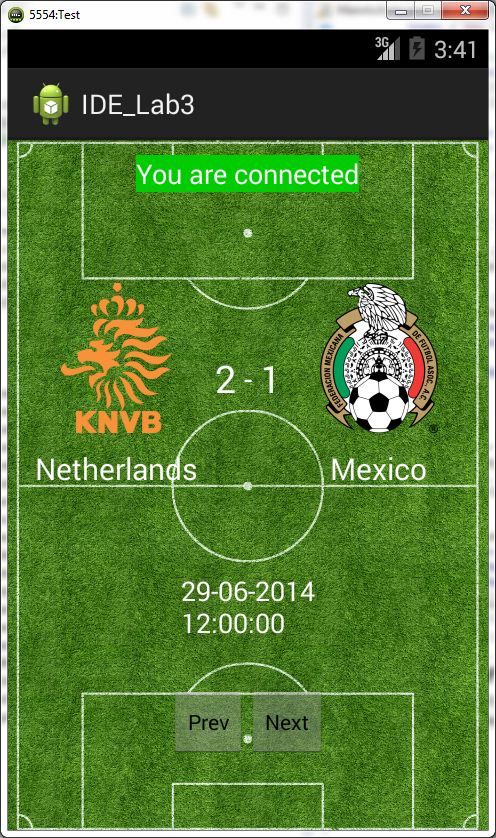 5554:Test
3G 3:41
IDE_Lab3
You are connected
KNVB
FEDERACION MEXICANA DE FUTBOL ASOC. A.C.
®
2 - 1
Netherlands
Mexico
29-06-2014
12:00:00
Prev
Next